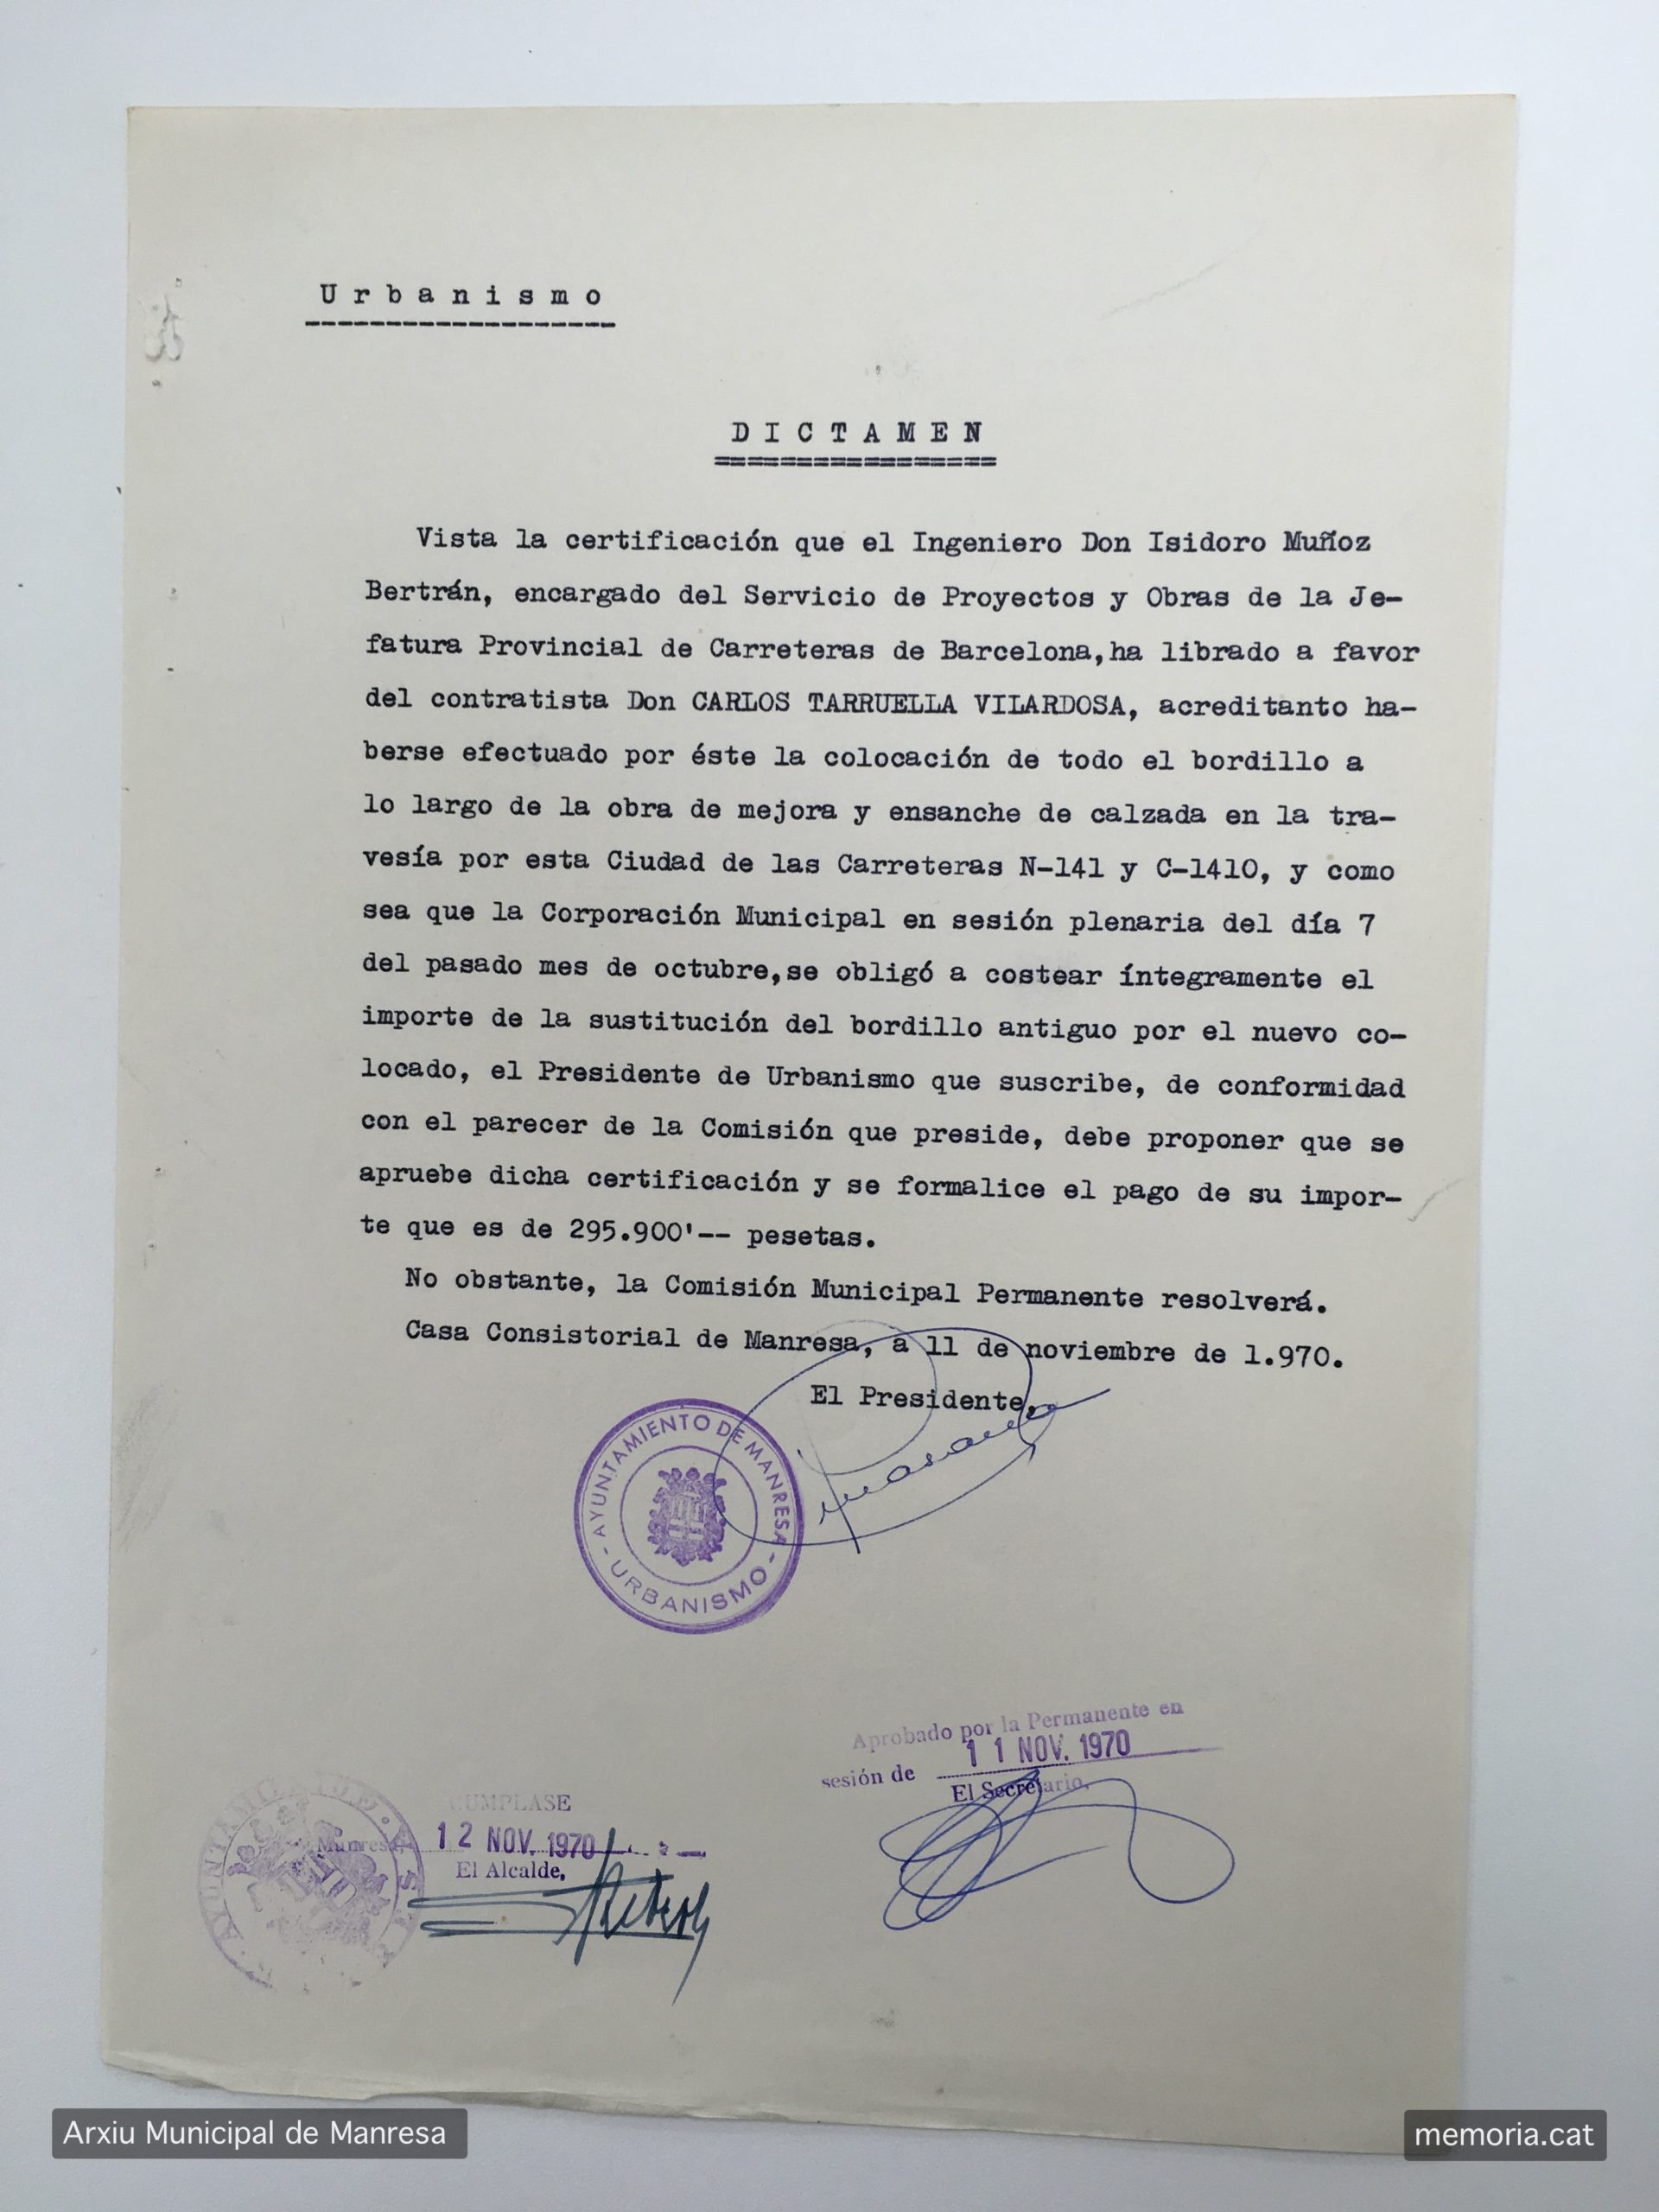 Urbanismo
DICTAMEN
Vista la certificación que el Ingeniero Don Isidoro Muñoz
Bertrán, encargado del Servicio de Proyectos y Obras de la Je-
fatura Provincial de Carreteras de Barcelona,ha librado a favor
del contratista Don CARLOS TARRUELLA VILARDOSA, acreditanto ha-
berse efectuado por éste la colocación de todo el bordillo a
lo largo de la obra de mejora y ensanche de calzada en la tra-
vesía por esta Ciudad de las Carreteras N-141 y C-1410, y como
sea que la Corporación Municipal en sesión plenaria del día 7
del pasado mes de octubre,se obligó a costear íntegramente el
importe de la sustitución del bordillo antiguo por el nuevo co-
locado, el Presidente de Urbanismo que suscribe, de conformidad
con el parecer de la Comisión que preside, debe proponer que se
apruebe dicha certificación y se formalice el pago de su impor-
te que es de 295.900'-- pesetas.
No obstante, la Comisión Municipal Permanente resolverá.
Casa Consistorial de Manresa, a 11 de noviembre de 1.970.
El Presidente,
AYUNTAMIENTO DE MANRESA
- URBANISMO -
Aprobado por la Permanente en
sesión de 11 NOV. 1970
El Secretario,
CUMPLASE
Manresa, 12 NOV. 1970
El Alcalde,
Arxiu Municipal de Manresa
memoria.cat